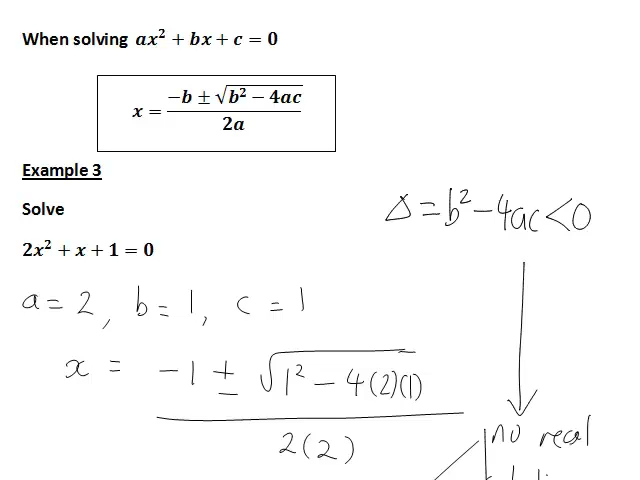 When solving ax² + bx + c = 0
x = (-b ± √(b² − 4ac)) / 2a
Example 3
Solve
Δ = b² − 4ac < 0
2x² + x + 1 = 0
a = 2, b = 1, c = 1
x = (-1 ± √(1² − 4(2)(1))) / 2(2)
no real